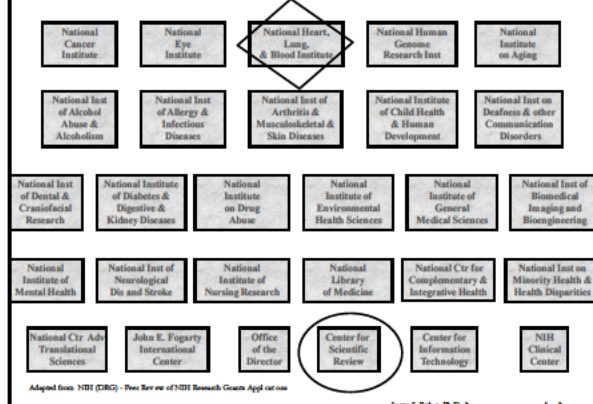 National
Cancer
Institute
National
Eye
Institute
National Heart,
Lung,
& Blood Institute
National Human
Genome
Research Inst
National
Institute
on Aging
National Inst
of Alcohol
Abuse &
Alcoholism
National Inst
of Allergy &
Infectious
Diseases
National Inst of
Arthritis &
Musculoskeletal &
Skin Diseases
National Institute
of Child Health
& Human
Development
National Inst on
Deafness & other
Communication
Disorders
National Inst
of Dental &
Craniofacial
Research
National Institute
of Diabetes &
Digestive &
Kidney Diseases
National
Institute
on Drug
Abuse
National
Institute of
Environmental
Health Sciences
National
Institute of
General
Medical Sciences
National Inst of
Biomedical
Imaging and
Bioengineering
National
Institute of
Mental Health
National Inst of
Neurological
Dis and Stroke
National
Institute of
Nursing Research
National
Library
of Medicine
National Ctr for
Complementary &
Integrative Health
National Inst on
Minority Health &
Health Disparities
National Ctr Adv
Translational
Sciences
John E. Fogarty
International
Center
Office
of the
Director
Center for
Scientific
Review
Center for
Information
Technology
NIH
Clinical
Center
Adapted from NIH (DRG) - Peer Rev ew of NIH Research Grants Appl cat ons